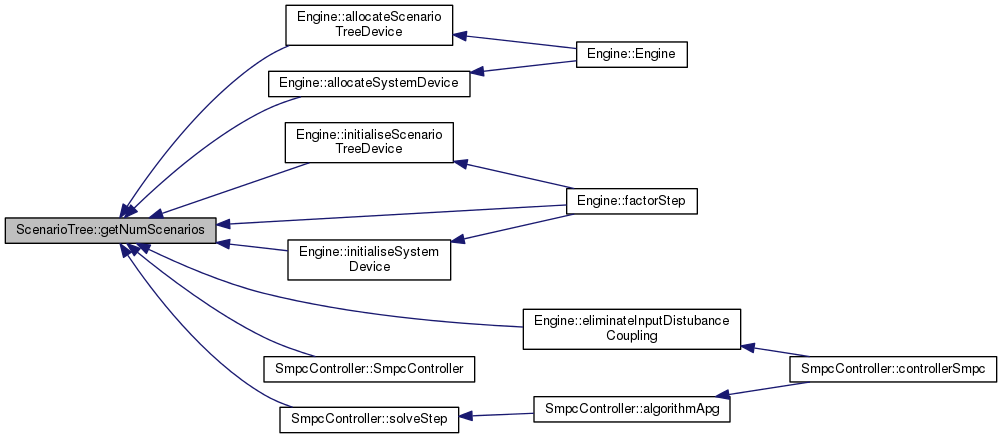 Engine::allocateScenario
TreeDevice
Engine::Engine
Engine::allocateSystemDevice
Engine::initialiseScenario
TreeDevice
Engine::factorStep
ScenarioTree::getNumScenarios
Engine::initialiseSystem
Device
Engine::eliminateInputDistubance
Coupling
SmpcController::SmpcController
SmpcController::controllerSmpc
SmpcController::algorithmApg
SmpcController::solveStep